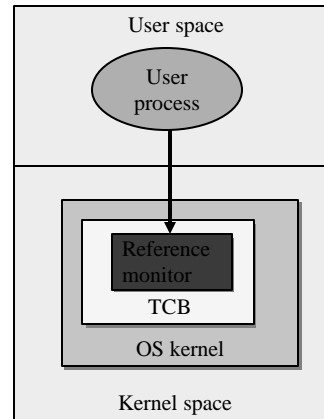 User space
User
process
Reference
monitor
TCB
OS kernel
Kernel space